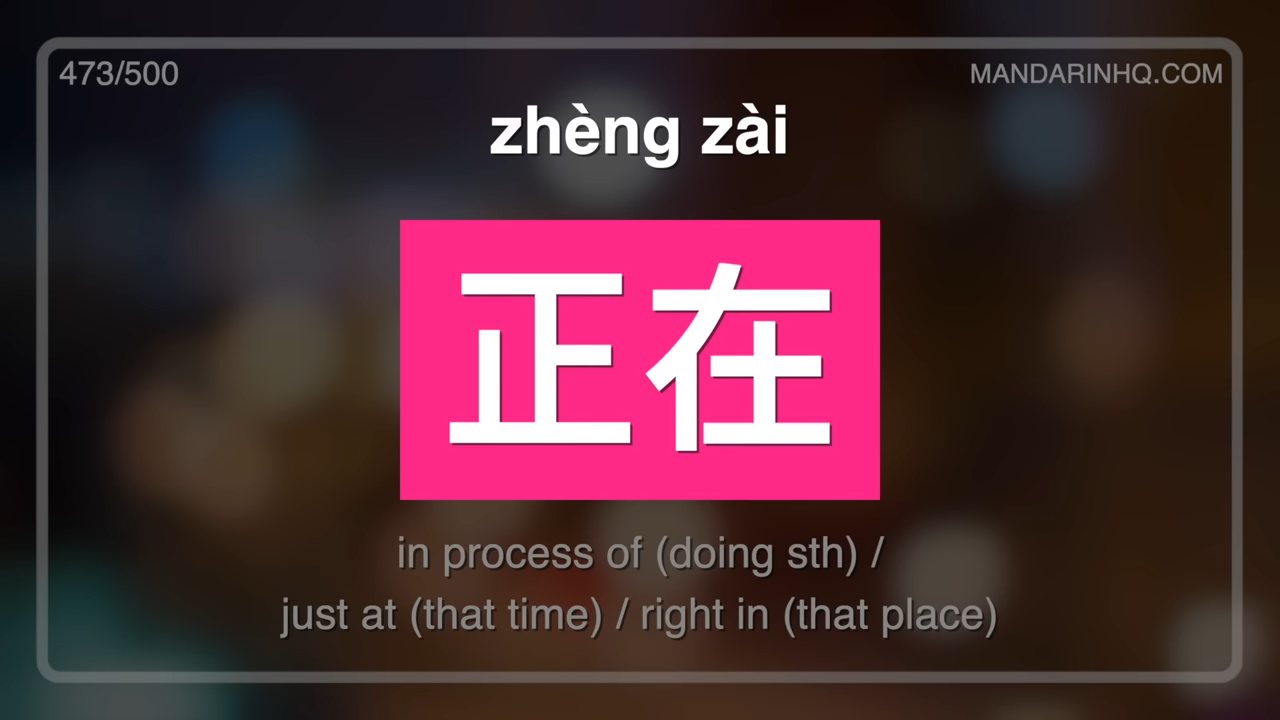 473/500
MANDARINHQ.COM
zhèng zài
正在
in process of (doing sth) /
just at (that time) / right in (that place)